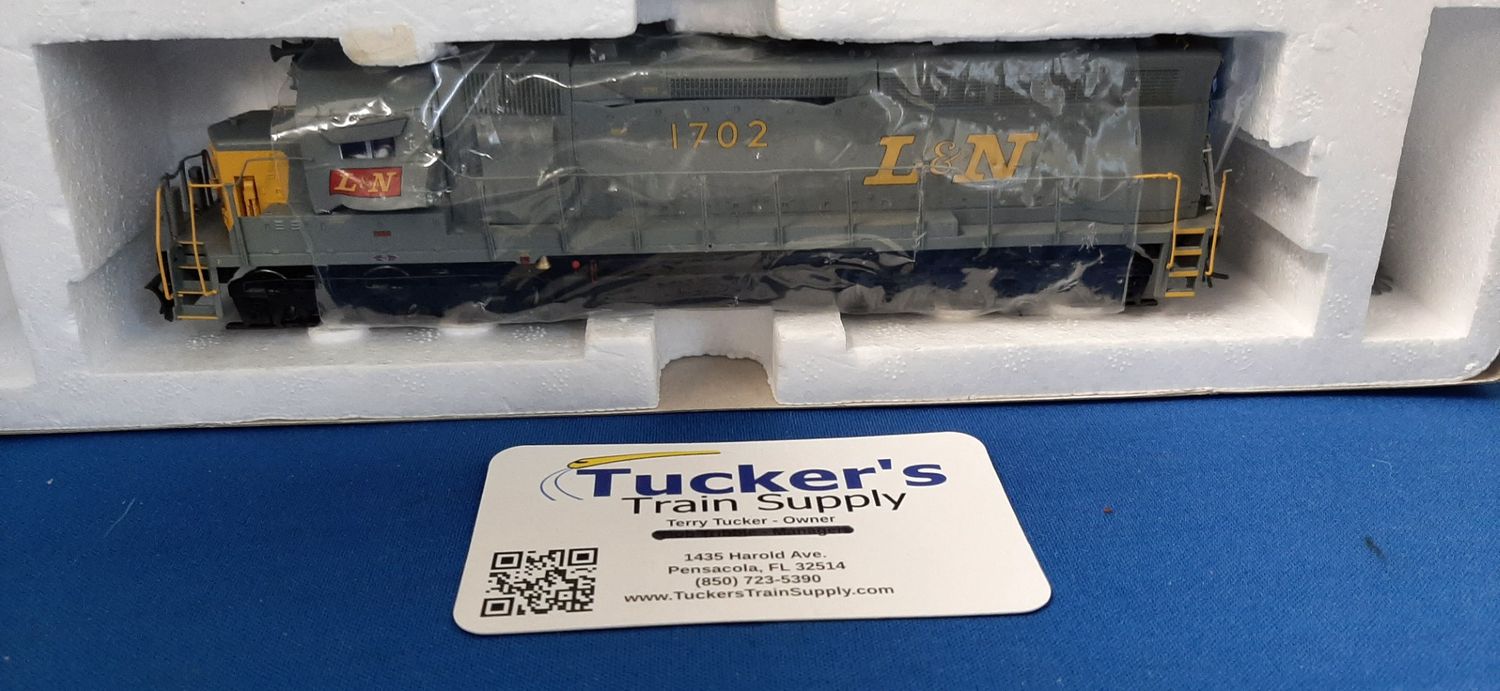 1702
L&N
L&N
Tucker's
Train Supply
Terry Tucker - Owner
Manager
1435 Harold Ave.
Pensacola, FL 32514
(850) 723-5390
www.TuckersTrainSupply.com